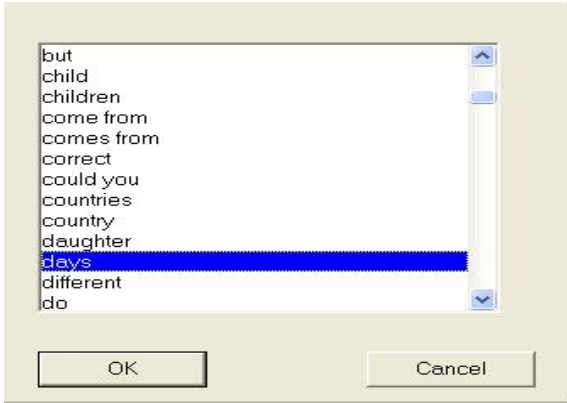 but
child
children
come from
comes from
correct
could you
countries
country
daughter
days
different
do
OK
Cancel